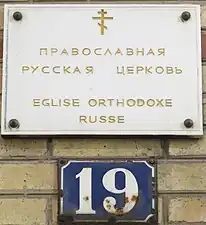 ПРАВОСЛАВНАЯ
РУССКАЯ ЦЕРКОВЬ
EGLISE ORTHODOXE
RUSSE
19